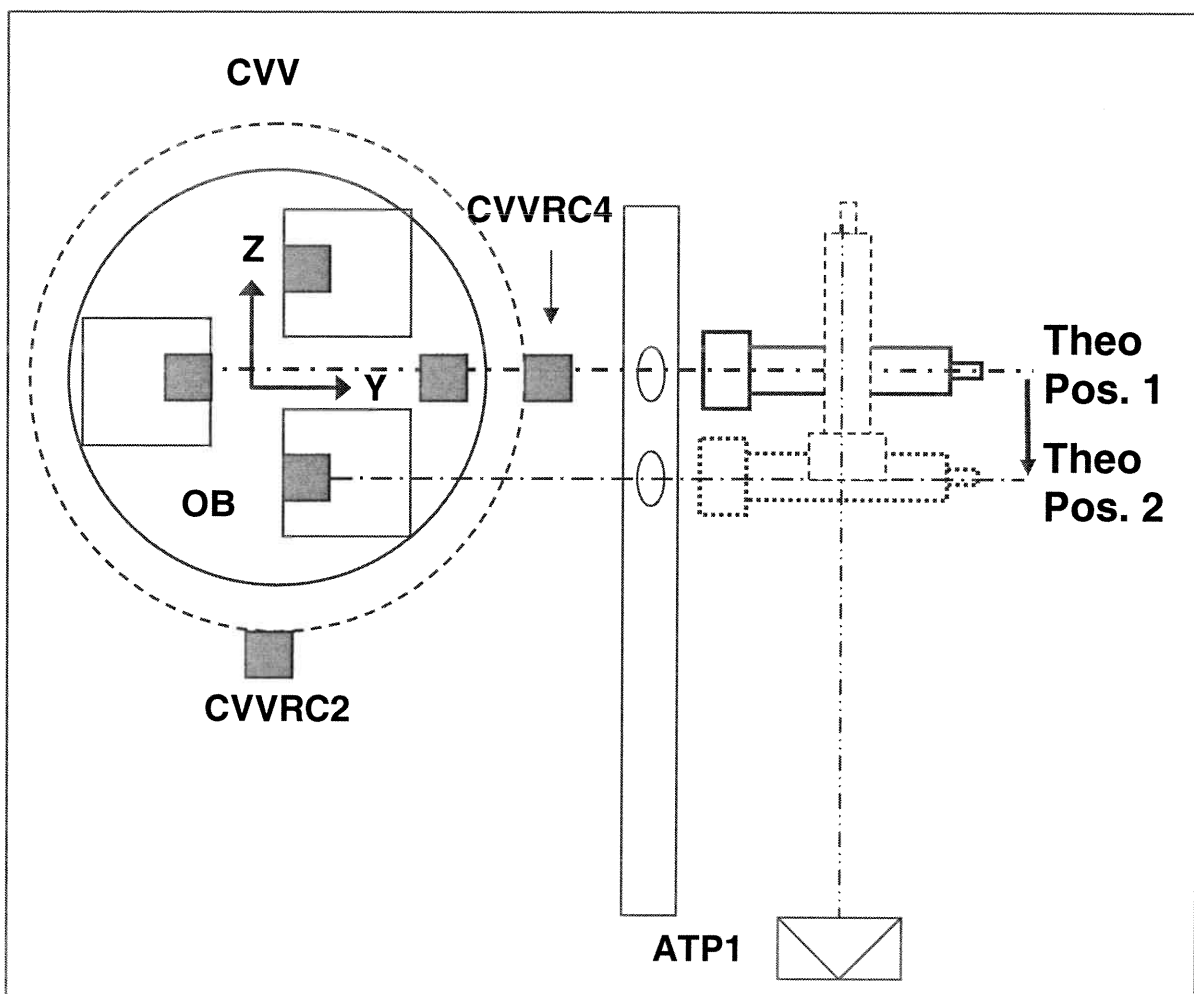 CVV
CVVRC4
Z
Y
Theo
Pos. 1
Theo
Pos. 2
OB
CVVRC2
ATP1